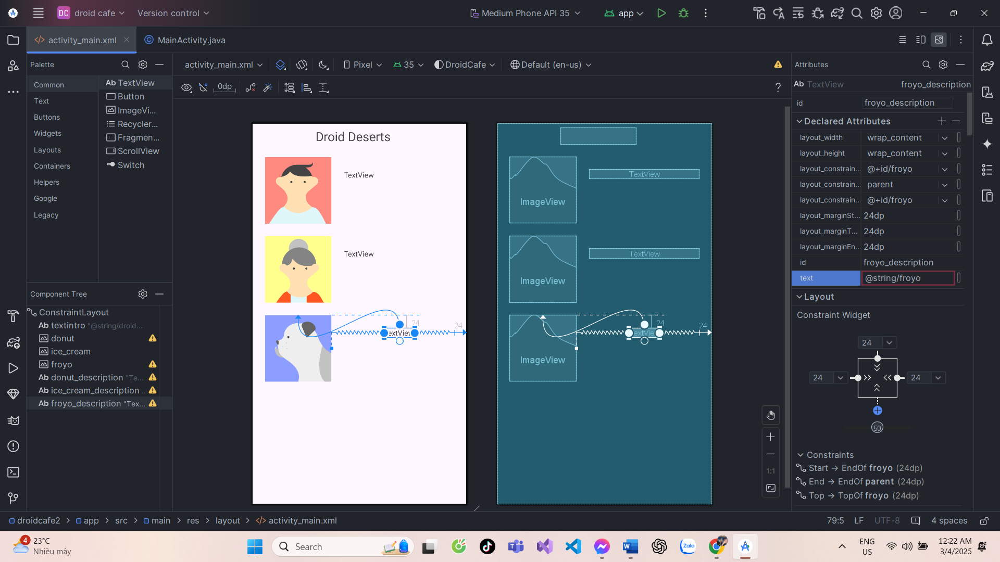 DC droid cafe
Version control
Medium Phone API 35
app
activity_main.xml
MainActivity.java
Palette
Common
Text
Buttons
Widgets
Layouts
Containers
Helpers
Google
Legacy
Ab TextView
Button
ImageVi...
Recycler...
Fragmen...
ScrollView
Switch
activity_main.xml
Pixel
35
DroidCafe
Default (en-us)
0dp
?
Droid Deserts
TextView
TextView
extView
24
24
TextView
ImageView
TextView
ImageView
ImageView
24
24
1:1
Component Tree
ConstraintLayout
Ab textintro "@string/droid...
donut
ice_cream
froyo
Ab donut_description "Te...
Ab ice_cream_description ..
Ab froyo_description "Tex...
Attributes
Ab TextView froyo_description
id froyo_description
Declared Attributes
layout_width wrap_content
layout_height wrap_content
layout_constrain... @+id/froyo
layout_constrain... parent
layout_constrain... @+id/froyo
layout_marginSt... 24dp
layout_marginT... 24dp
layout_marginEn... 24dp
id froyo_description
text @string/froyo
Layout
Constraint Widget
24
24
24
50
Constraints
Start → EndOf froyo (24dp)
End → EndOf parent (24dp)
Top → TopOf froyo (24dp)
droidcafe2 > app > src > main > res > layout > activity_main.xml
79:5 LF UTF-8 4 spaces
4
23°C
Nhiều mây
Search
Zalo
ENG
US
12:22 AM
3/4/2025